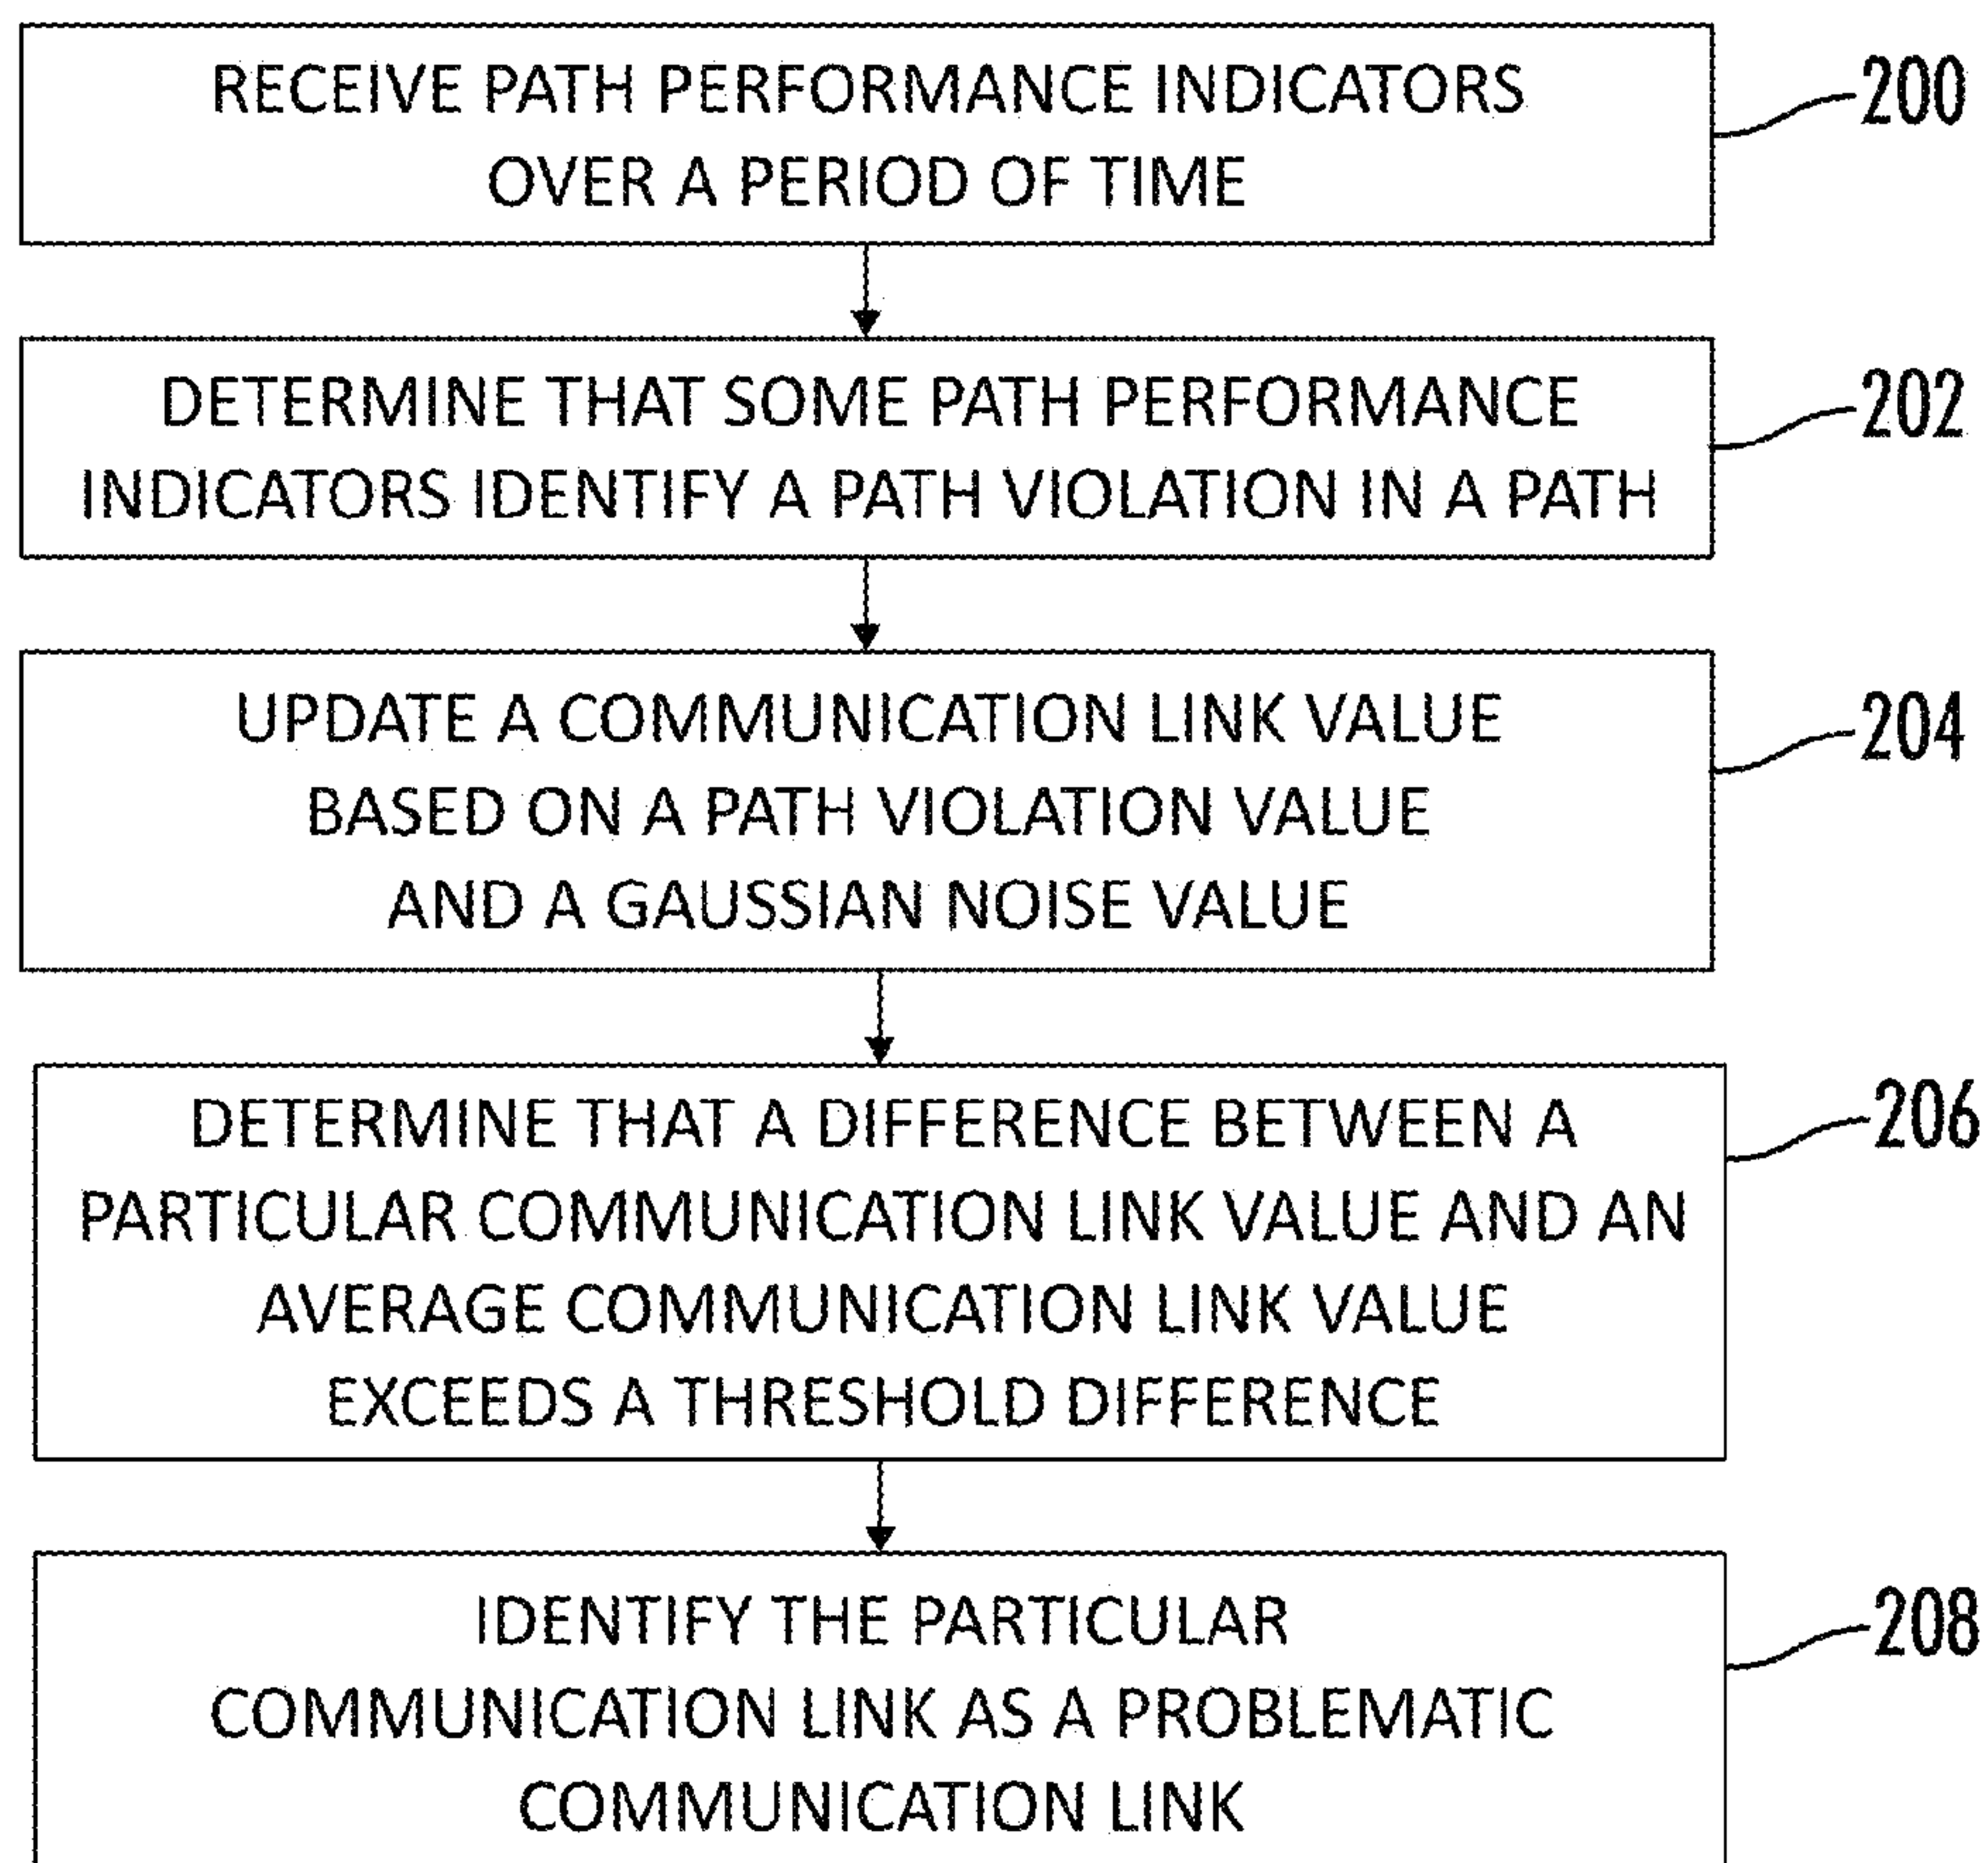 RECEIVE PATH PERFORMANCE INDICATORS
OVER A PERIOD OF TIME
200
DETERMINE THAT SOME PATH PERFORMANCE
INDICATORS IDENTIFY A PATH VIOLATION IN A PATH
202
UPDATE A COMMUNICATION LINK VALUE
BASED ON A PATH VIOLATION VALUE
AND A GAUSSIAN NOISE VALUE
204
DETERMINE THAT A DIFFERENCE BETWEEN A
PARTICULAR COMMUNICATION LINK VALUE AND AN
AVERAGE COMMUNICATION LINK VALUE
EXCEEDS A THRESHOLD DIFFERENCE
206
IDENTIFY THE PARTICULAR
COMMUNICATION LINK AS A PROBLEMATIC
COMMUNICATION LINK
208